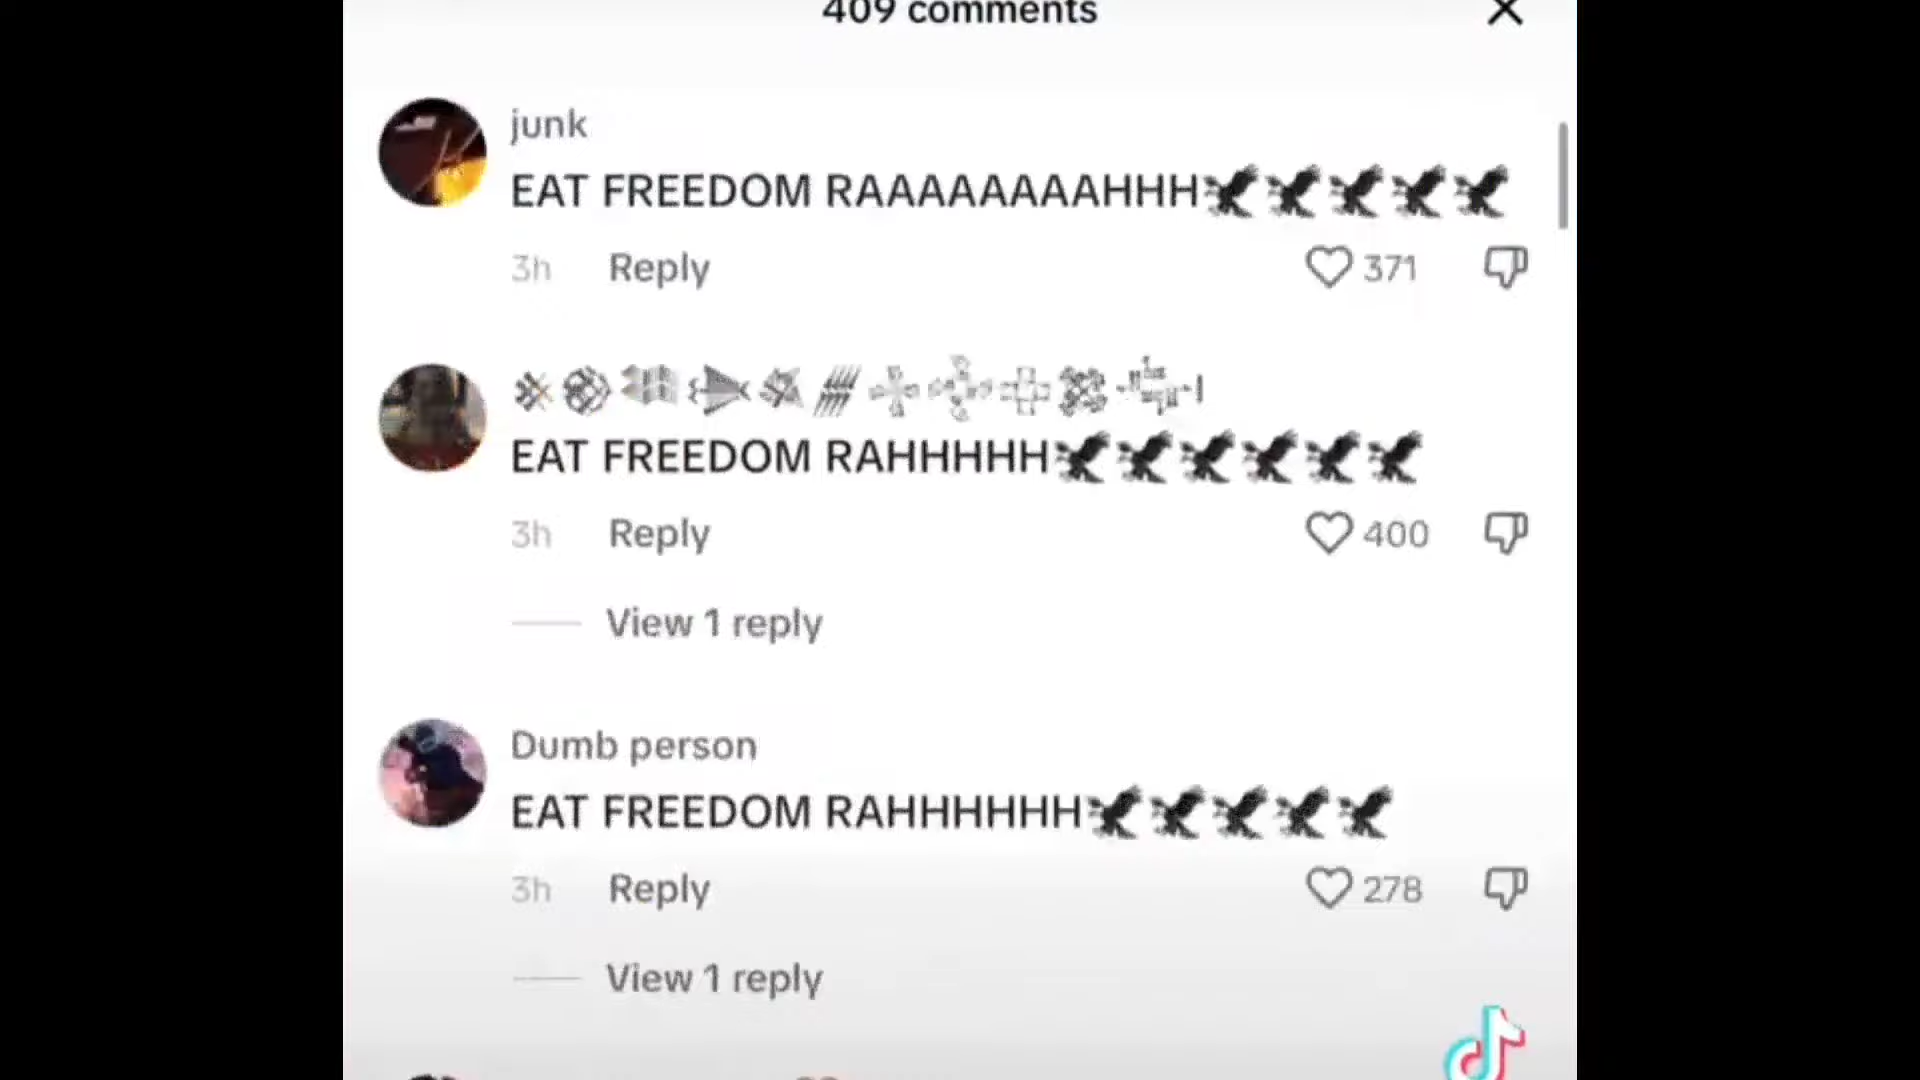 409 comments
junk
EAT FREEDOM RAAAAAAAAHHH🦅🦅🦅🦅🦅
3h Reply 371
EAT FREEDOM RAHHHHH🦅🦅🦅🦅🦅🦅
3h Reply 400
View 1 reply
Dumb person
EAT FREEDOM RAHHHHHH🦅🦅🦅🦅🦅
3h Reply 278
View 1 reply